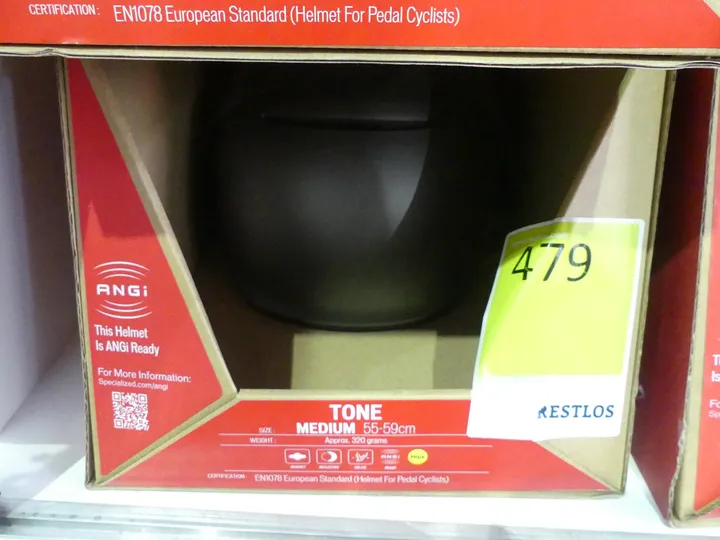 CERTIFICATION: EN1078 European Standard (Helmet For Pedal Cyclists)
479
ANGi
This Helmet
Is ANGi Ready
For More Information:
Specialized.com/angi
RESTLOS
TONE
SIZE: MEDIUM 55-59cm
WEIGHT: Approx. 320 grams
ANGi
CERTIFICATION: EN1078 European Standard (Helmet For Pedal Cyclists)